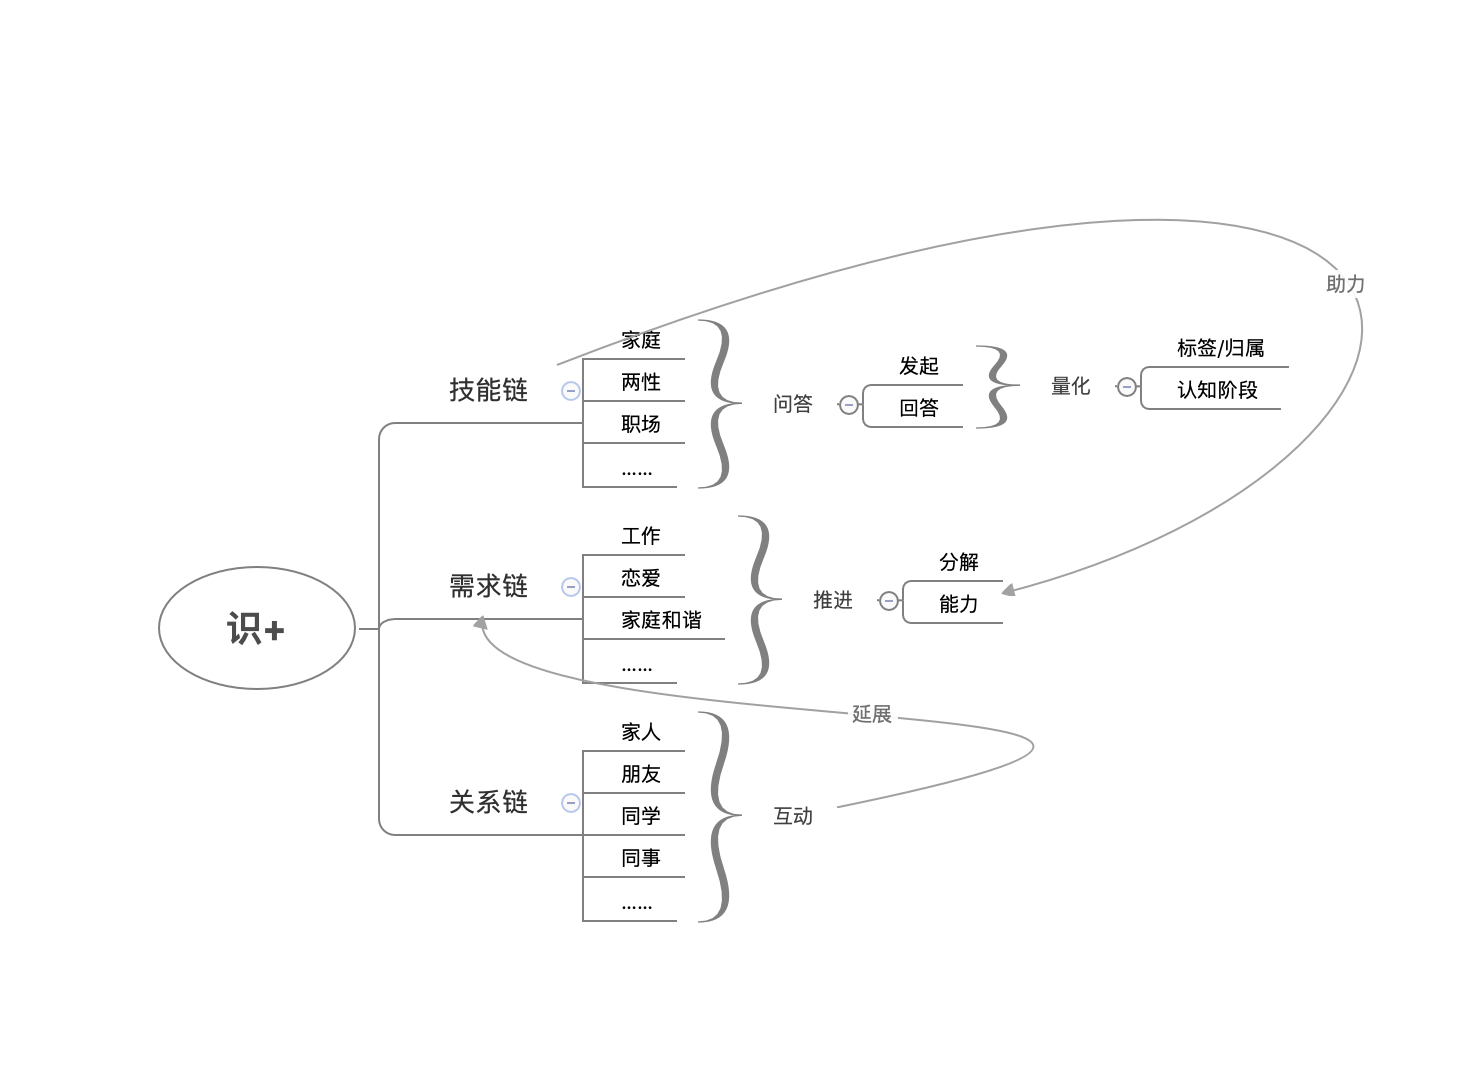 识+
技能链
家庭
两性
职场
……
问答
发起
回答
量化
标签/归属
认知阶段
助力
需求链
工作
恋爱
家庭和谐
……
推进
分解
能力
延展
关系链
家人
朋友
同学
同事
……
互动